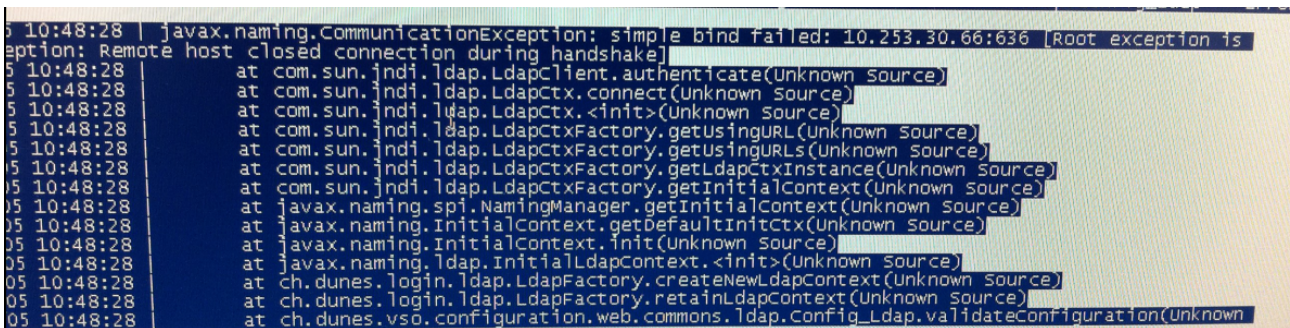 5 10:48:28 | javax.naming.CommunicationException: simple bind failed: 10.253.30.66:636 [Root exception is
eption: Remote host closed connection during handshake]
05 10:48:28 | at com.sun.jndi.ldap.LdapClient.authenticate(Unknown Source)
5 10:48:28 | at com.sun.jndi.ldap.LdapCtx.connect(Unknown Source)
5 10:48:28 | at com.sun.jndi.ldap.LdapCtx.<init>(Unknown Source)
5 10:48:28 | at com.sun.jndi.ldap.LdapCtxFactory.getUsingURL(Unknown Source)
5 10:48:28 | at com.sun.jndi.ldap.LdapCtxFactory.getUsingURLs(Unknown Source)
5 10:48:28 | at com.sun.jndi.ldap.LdapCtxFactory.getLdapCtxInstance(Unknown Source)
05 10:48:28 | at com.sun.jndi.ldap.LdapCtxFactory.getInitialContext(Unknown Source)
05 10:48:28 | at javax.naming.spi.NamingManager.getInitialContext(Unknown Source)
05 10:48:28 | at javax.naming.InitialContext.getDefaultInitCtx(Unknown Source)
05 10:48:28 | at javax.naming.InitialContext.init(Unknown Source)
05 10:48:28 | at javax.naming.ldap.InitialLdapContext.<init>(Unknown Source)
05 10:48:28 | at ch.dunes.login.ldap.LdapFactory.createNewLdapContext(Unknown Source)
05 10:48:28 | at ch.dunes.login.ldap.LdapFactory.retainLdapContext(Unknown Source)
05 10:48:28 | at ch.dunes.vso.configuration.web.commons.ldap.Config_Ldap.validateConfiguration(Unknown